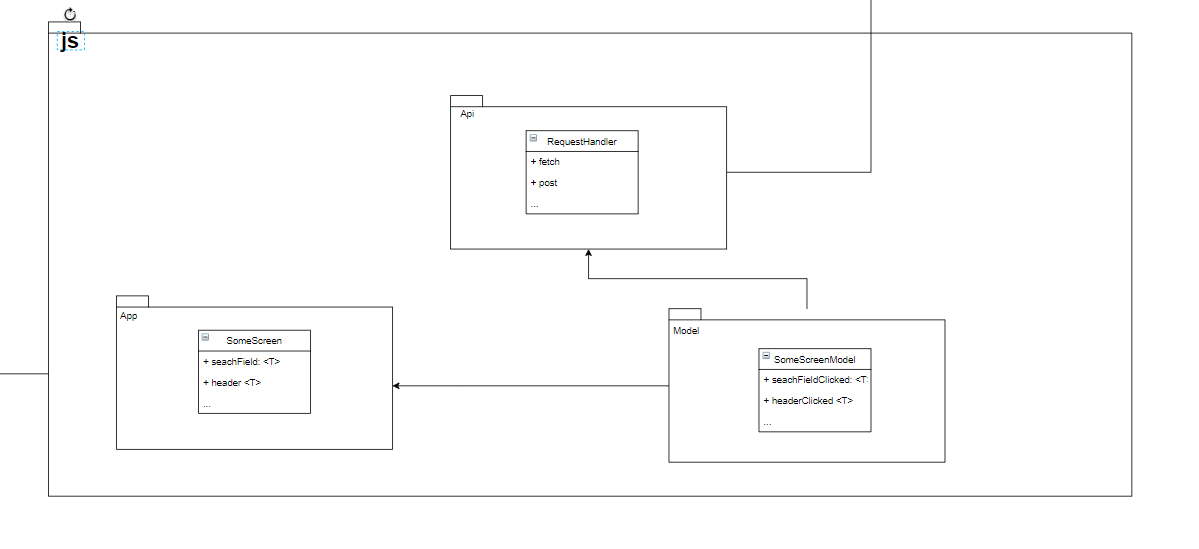 js
Api
RequestHandler
+ fetch
+ post
...
App
SomeScreen
+ seachField: <T>
+ header <T>
...
Model
SomeScreenModel
+ seachFieldClicked: <T
+ headerClicked <T>
...